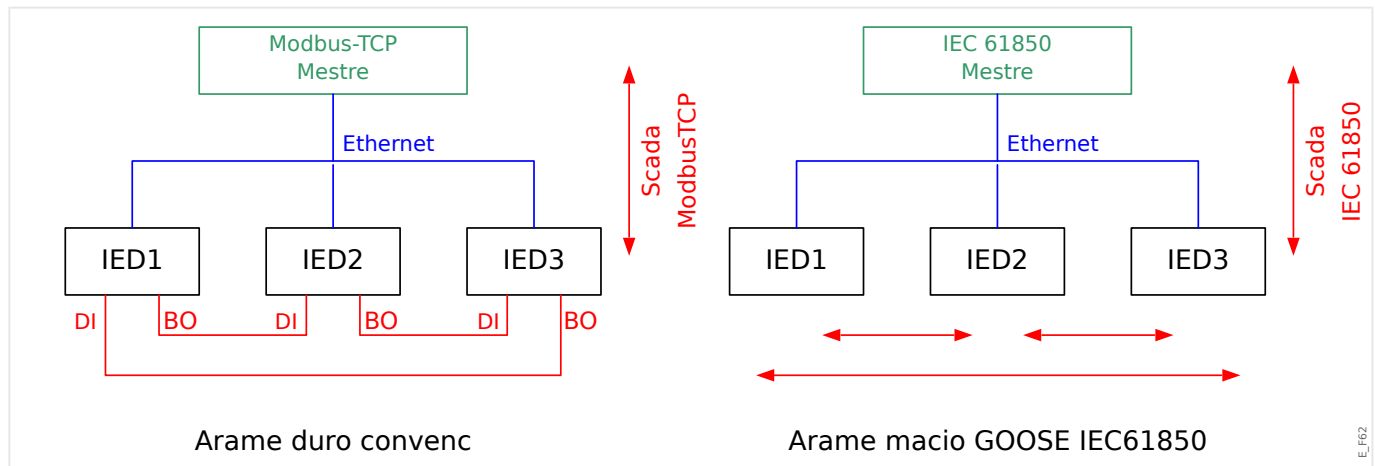 Modbus-TCP
Mestre
Ethernet
Scada
ModbusTCP
IED1
IED2
IED3
DI
BO
DI
BO
DI
BO
Arame duro convenc
IEC 61850
Mestre
Ethernet
Scada
IEC 61850
IED1
IED2
IED3
Arame macio GOOSE IEC61850
E_F62